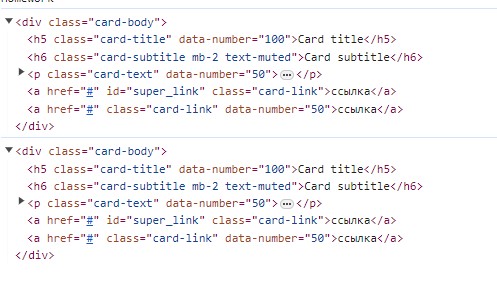 <div class="card-body">
<h5 class="card-title" data-number="100">Card title</h5>
<h6 class="card-subtitle mb-2 text-muted">Card subtitle</h6>
<p class="card-text" data-number="50">…</p>
<a href="#" id="super_link" class="card-link">ссылка</a>
<a href="#" class="card-link" data-number="50">ссылка</a>
</div>
<div class="card-body">
<h5 class="card-title" data-number="100">Card title</h5>
<h6 class="card-subtitle mb-2 text-muted">Card subtitle</h6>
<p class="card-text" data-number="50">…</p>
<a href="#" id="super_link" class="card-link">ссылка</a>
<a href="#" class="card-link" data-number="50">ссылка</a>
</div>